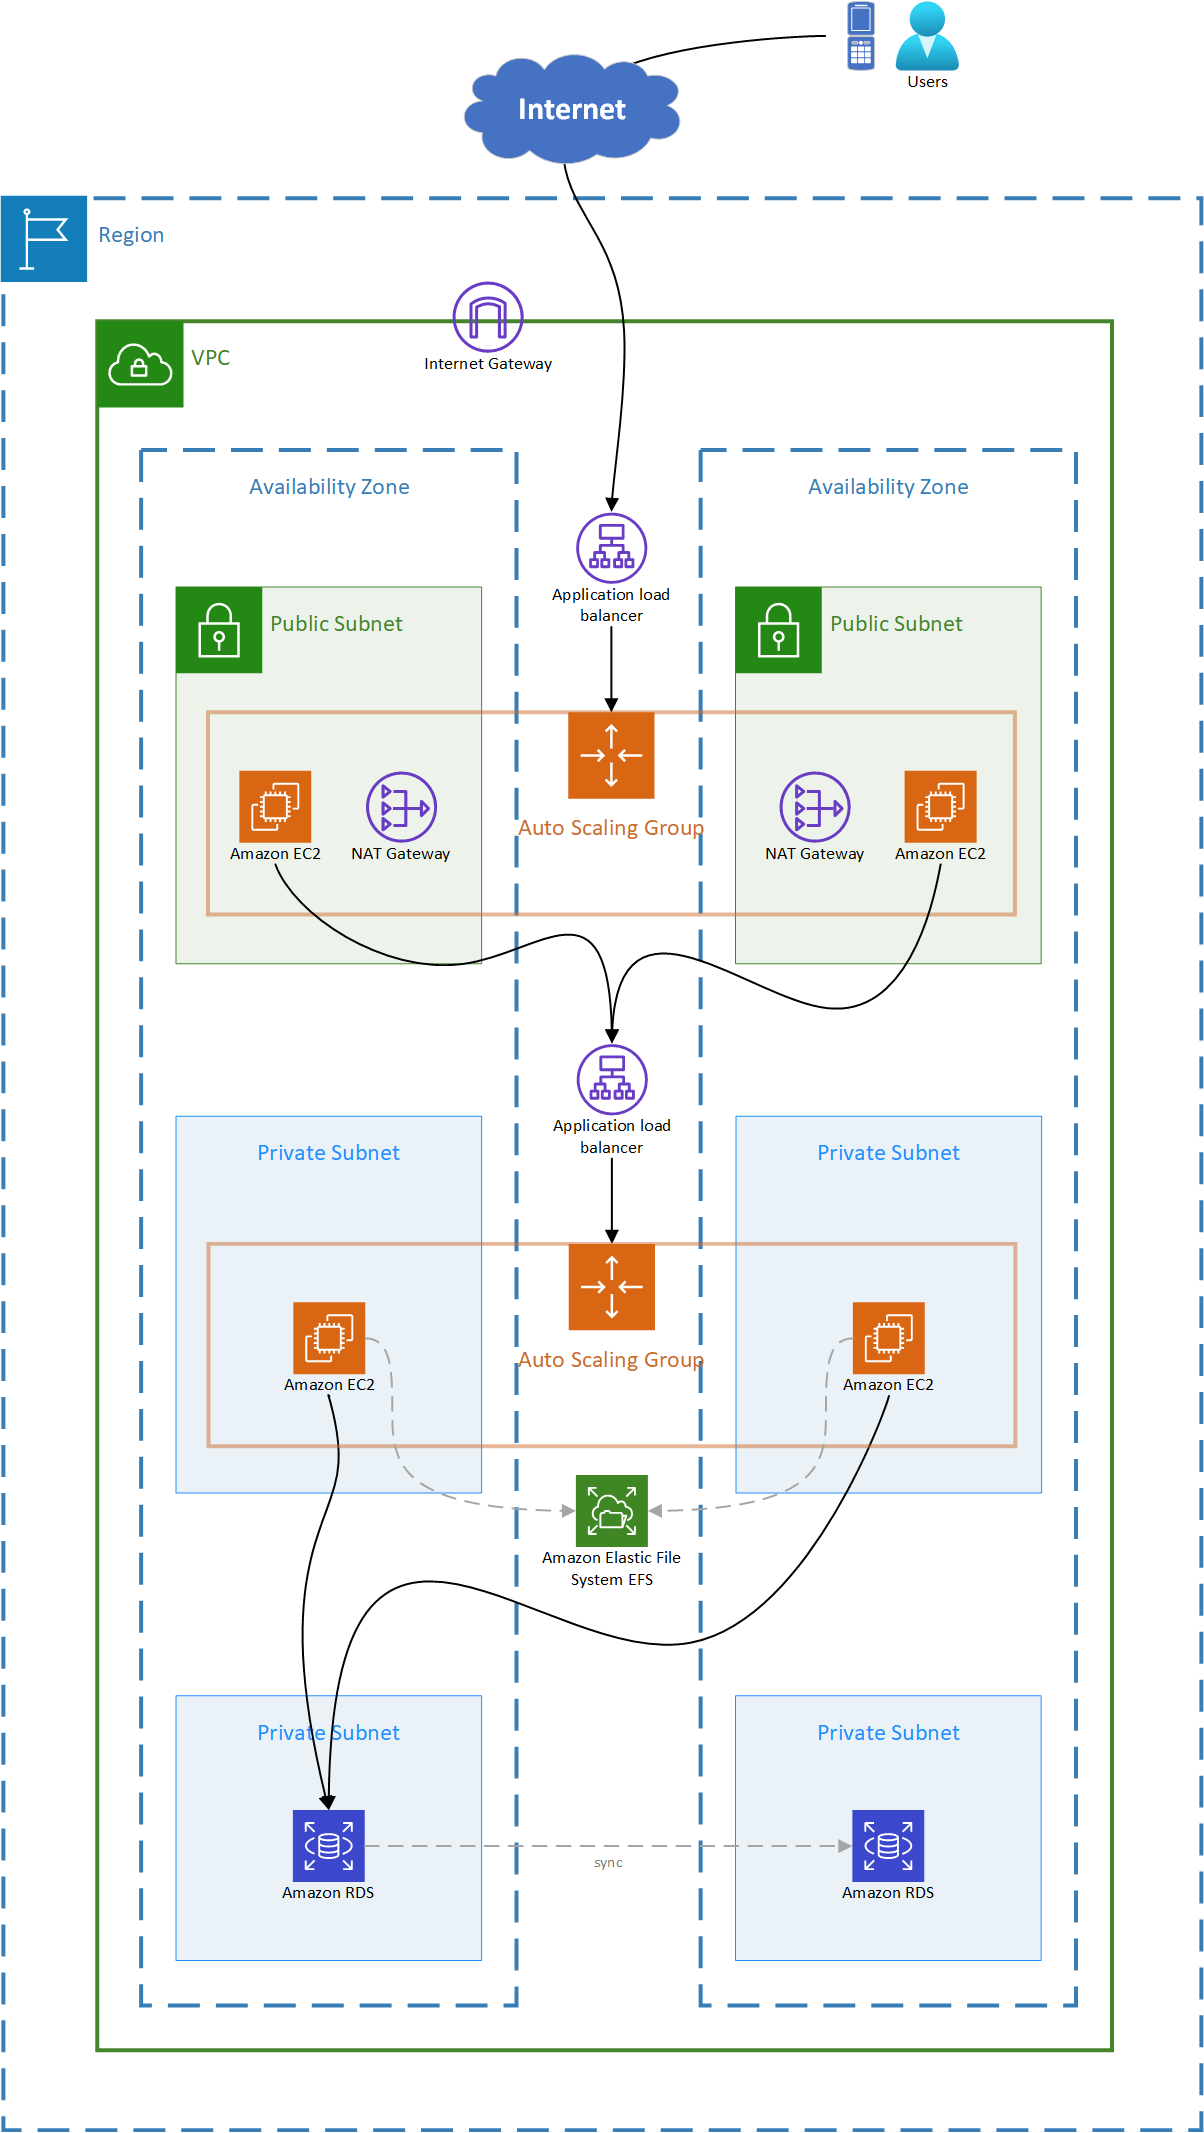 Users
Internet
Region
Internet Gateway
VPC
Availability Zone
Availability Zone
Application load
balancer
Public Subnet
Public Subnet
Auto Scaling Group
Amazon EC2
NAT Gateway
NAT Gateway
Amazon EC2
Application load
balancer
Private Subnet
Private Subnet
Auto Scaling Group
Amazon EC2
Amazon EC2
Amazon Elastic File
System EFS
Private Subnet
Private Subnet
sync
Amazon RDS
Amazon RDS